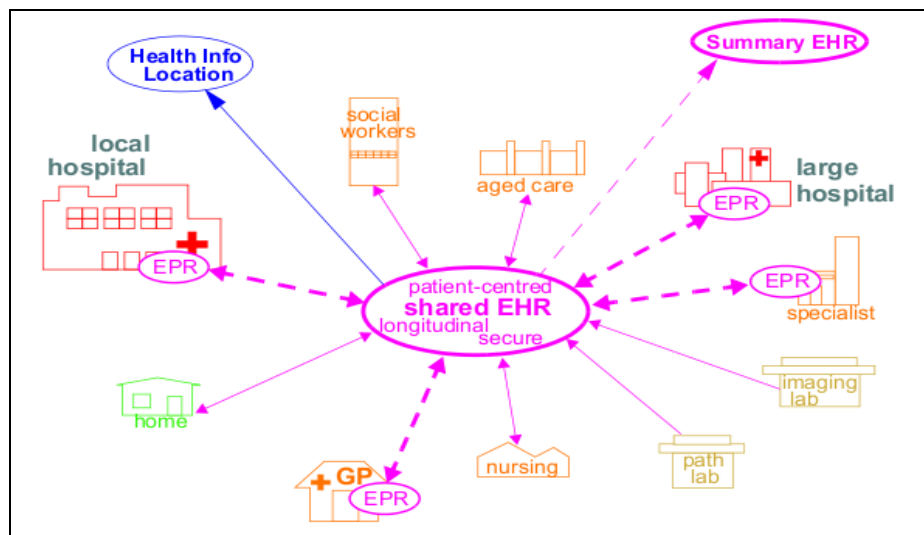 Health Info
Location
Summary EHR
social
workers
local
hospital
aged care
large
hospital
EPR
EPR
EPR
patient-centred
shared EHR
longitudinal
secure
specialist
imaging
lab
home
path
lab
nursing
GP
EPR